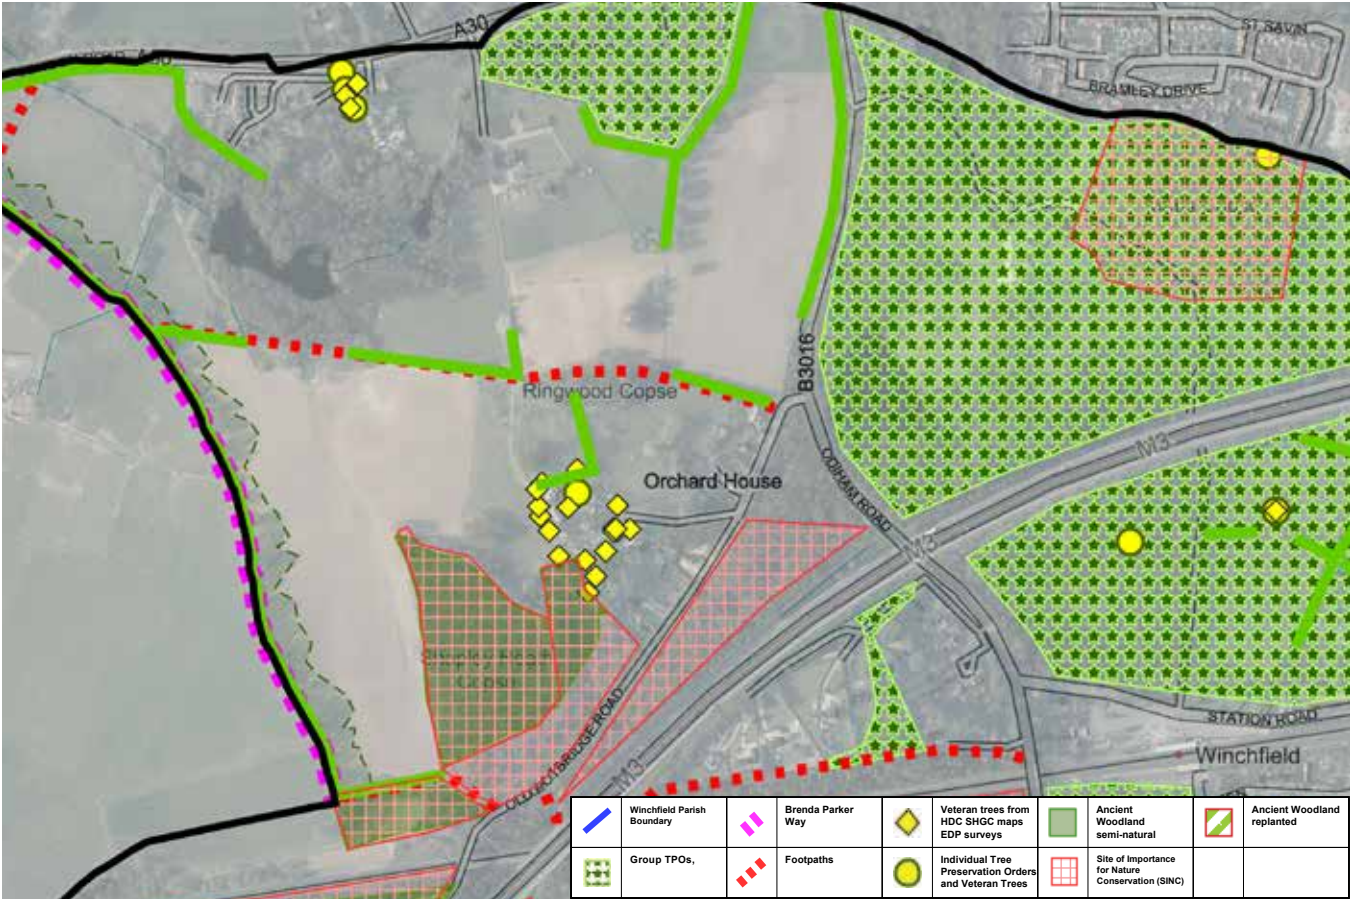 A30
ST SAVIN
BRAMLEY DRIVE
B3016
Ringwood Copse
M3
Orchard House
ODIHAM ROAD
M3
Copse
STATION ROAD
Winchfield
M3
Winchfield Parish
Boundary
Brenda Parker
Way
Veteran trees from
HDC SHGC maps
EDP surveys
Ancient
Woodland
semi-natural
Ancient Woodland
replanted
Group TPOs,
Footpaths
Individual Tree
Preservation Orders
and Veteran Trees
Site of Importance
for Nature
Conservation (SINC)